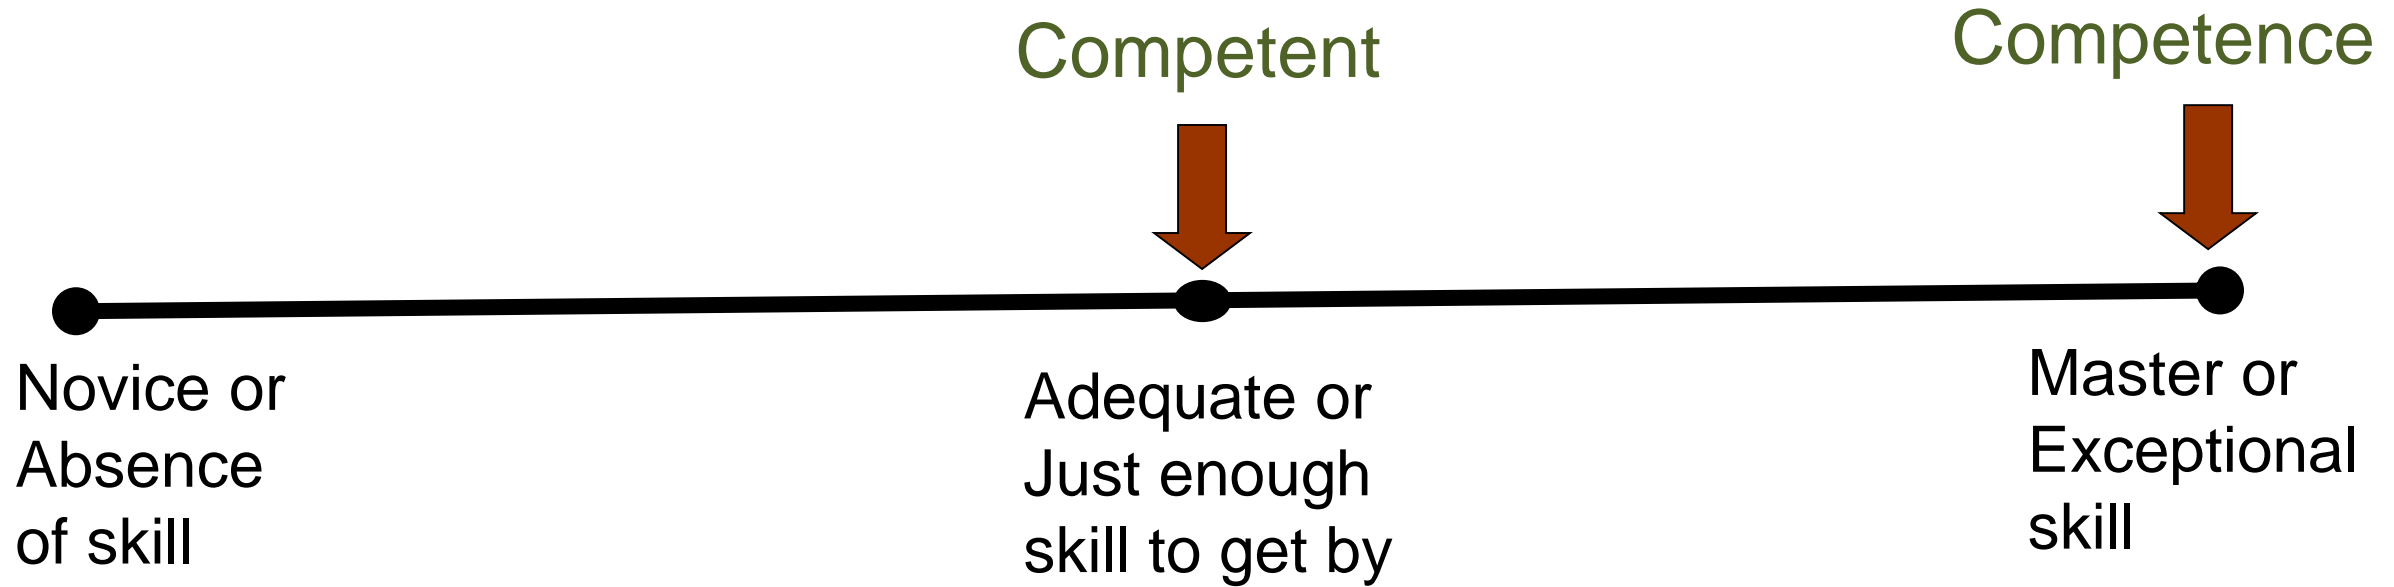 Competent
Competence
Novice or
Absence
of skill
Adequate or
Just enough
skill to get by
Master or
Exceptional
skill